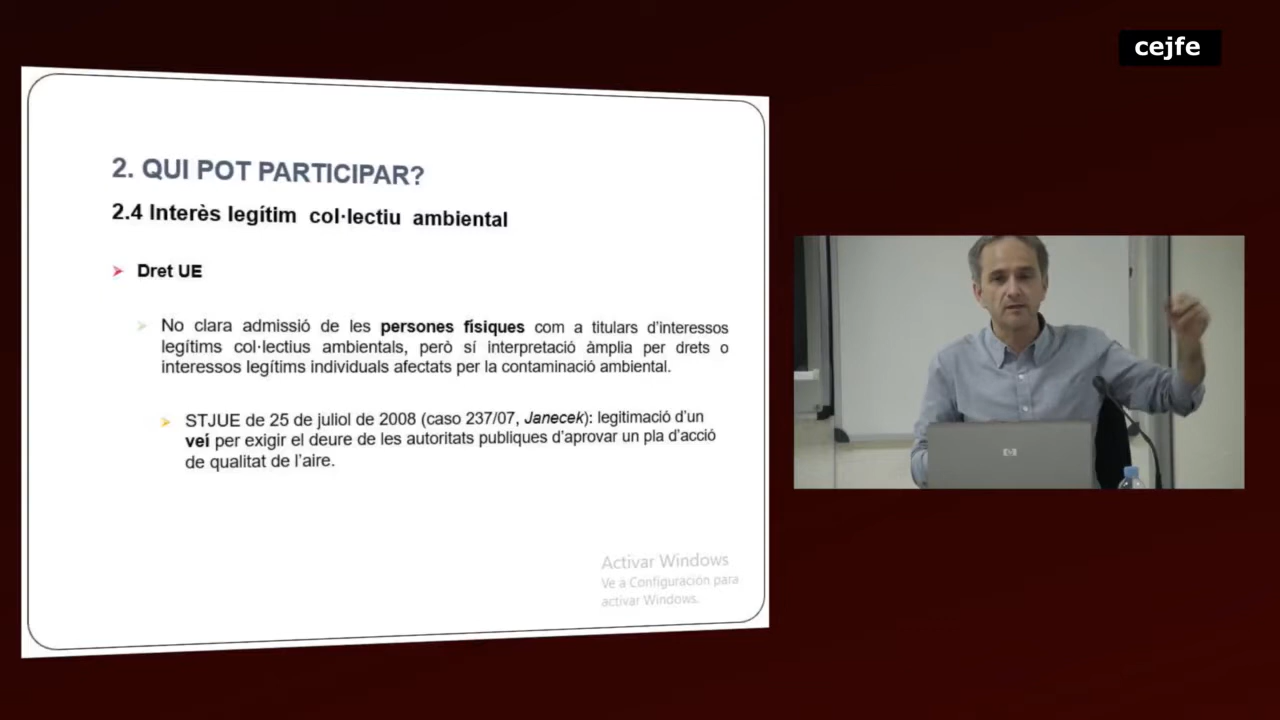 cejfe
2. QUI POT PARTICIPAR?
2.4 Interès legítim col·lectiu ambiental
Dret UE
No clara admissió de les persones físiques com a titulars d'interessos
legítims col·lectius ambientals, però sí interpretació àmplia per drets o
interessos legítims individuals afectats per la contaminació ambiental.
STJUE de 25 de juliol de 2008 (caso 237/07, Janecek): legitimació d'un
veí per exigir el deure de les autoritats publiques d'aprovar un pla d'acció
de qualitat de l'aire.
Activar Windows
Ve a Configuración para
activar Windows.
hp